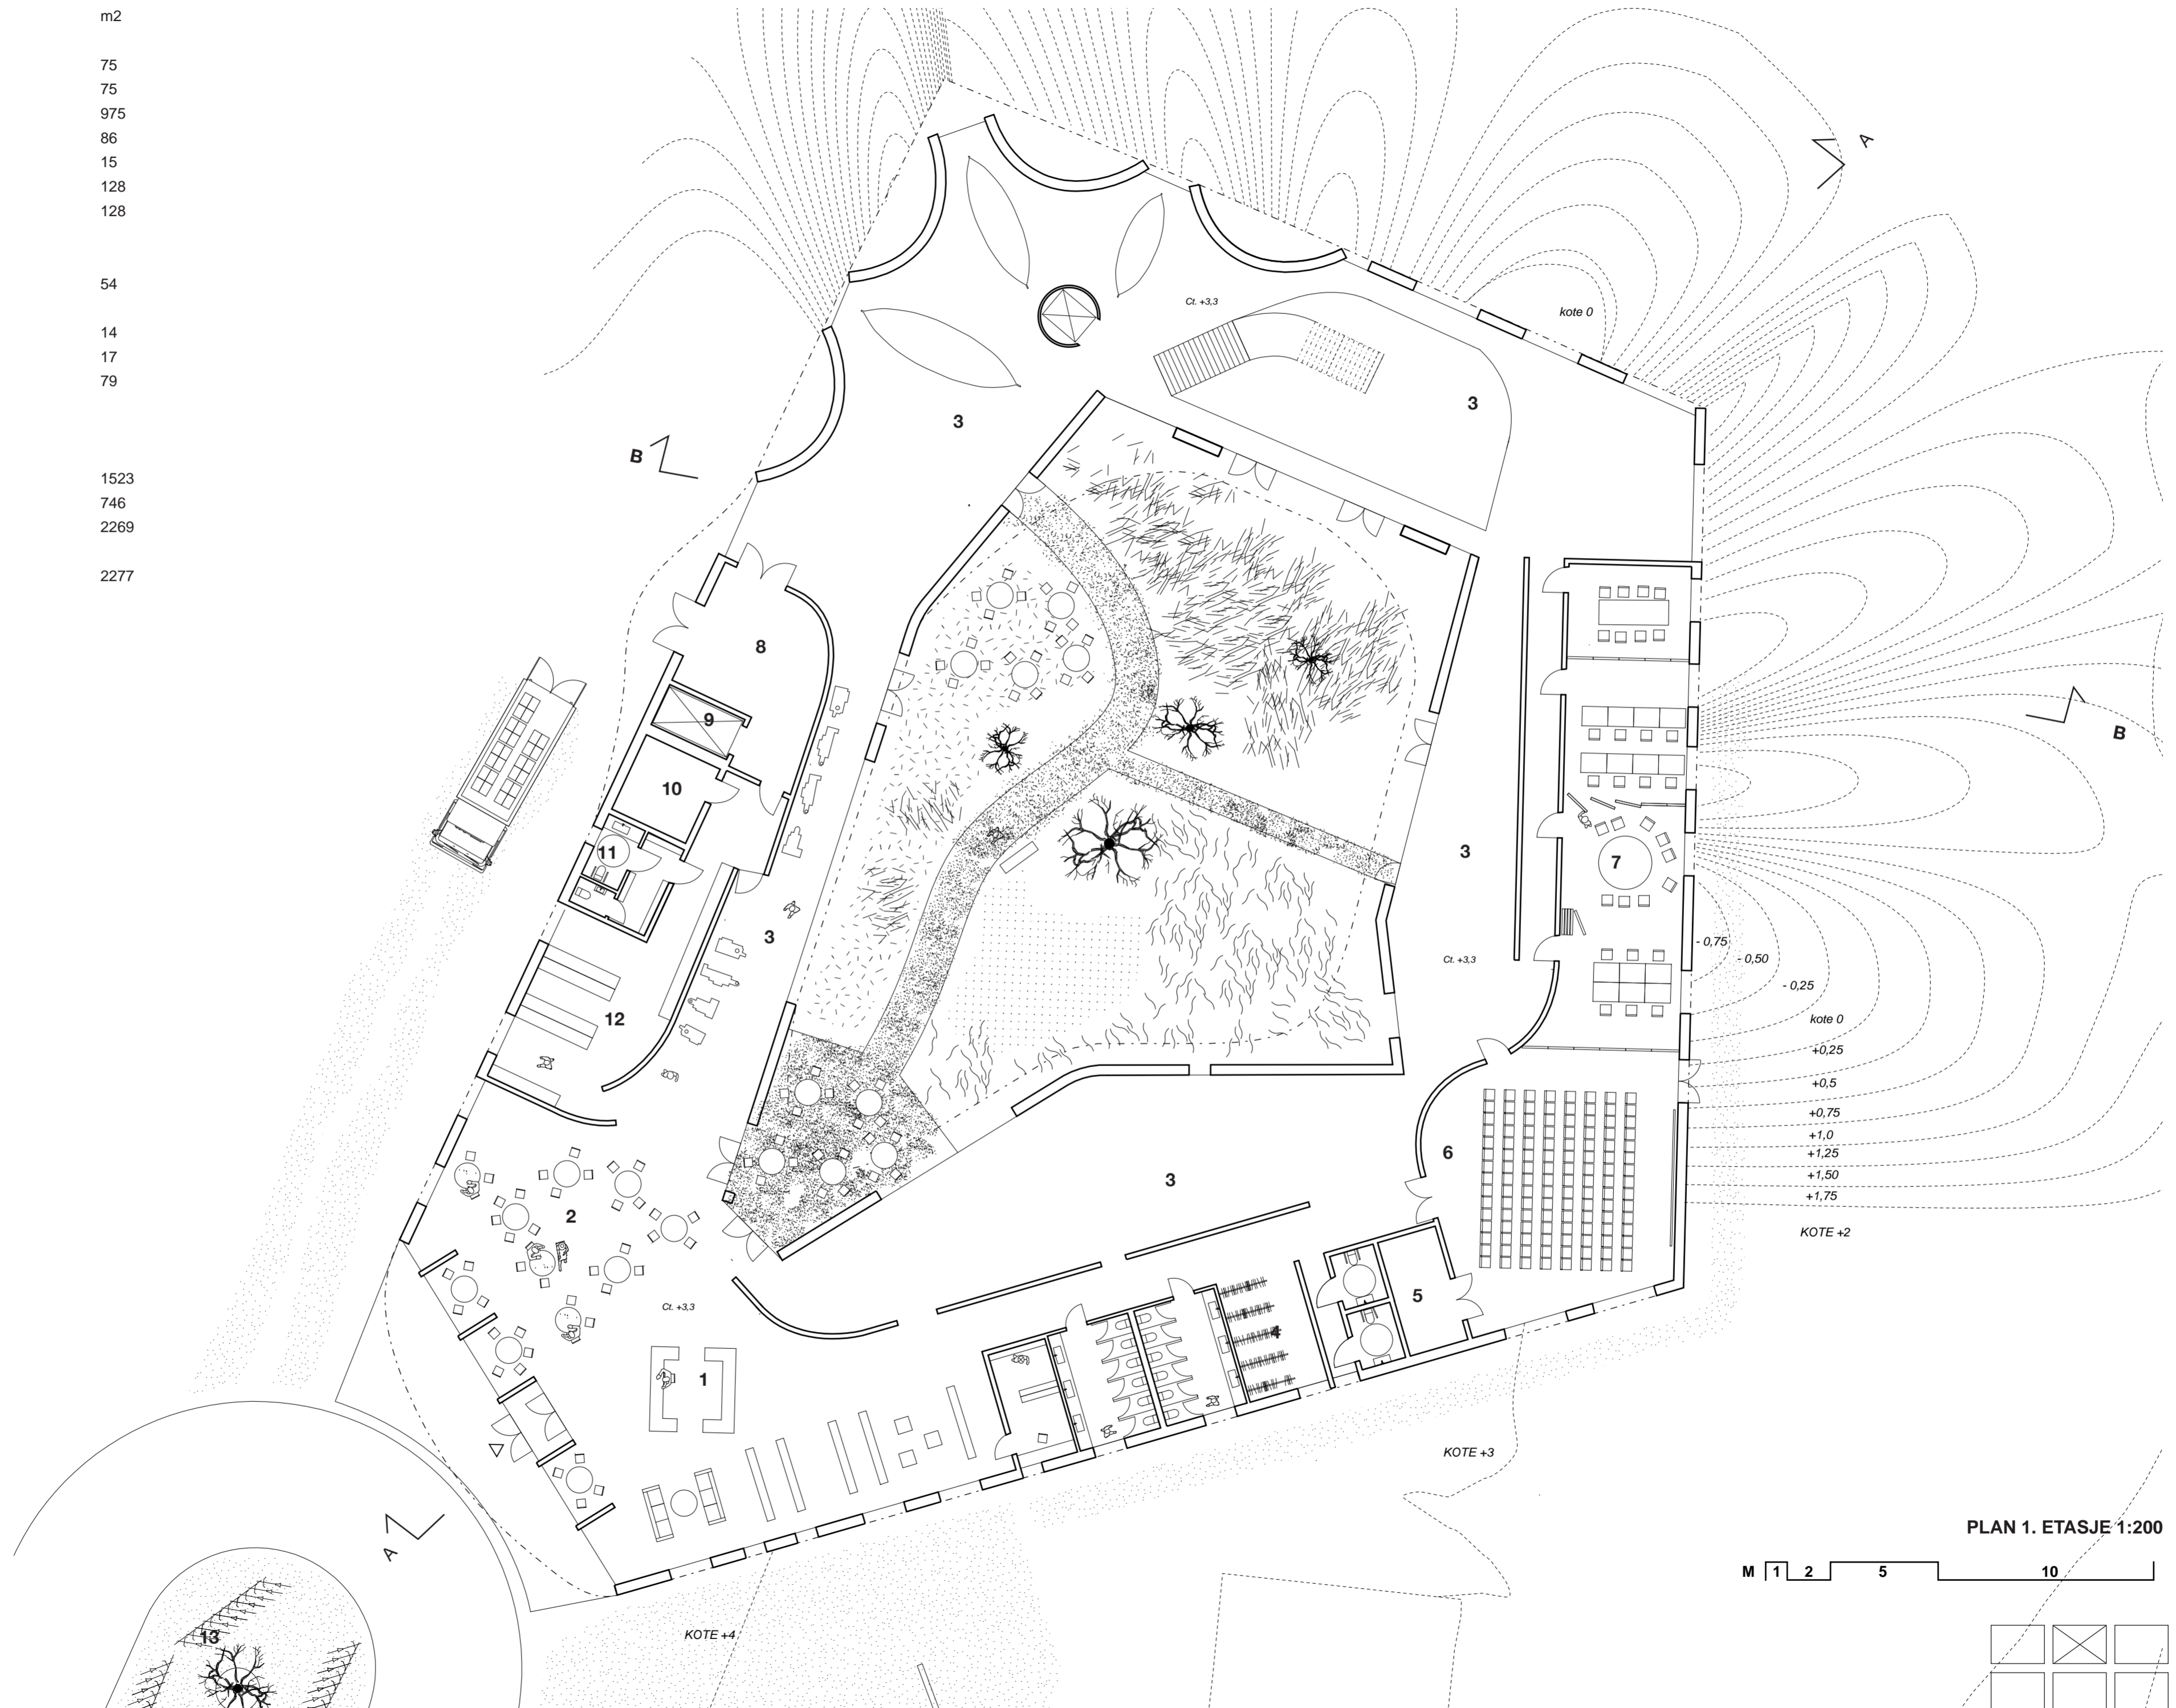 m2
75
75
975
86
15
128
128
54
14
17
79
1523
746
2269
2277
A
Ct. +3,3
kote 0
3
3
B
8
9
B
10
11
7
3
3
- 0,75
- 0,50
Ct. +3,3
- 0,25
12
kote 0
+0,25
+0,5
+0,75
+1,0
6
+1,25
3
+1,50
+1,75
2
KOTE +2
5
Ct. +3,3
4
1
KOTE +3
PLAN 1. ETASJE 1:200
A
M 1 2 5 10
KOTE +4
13